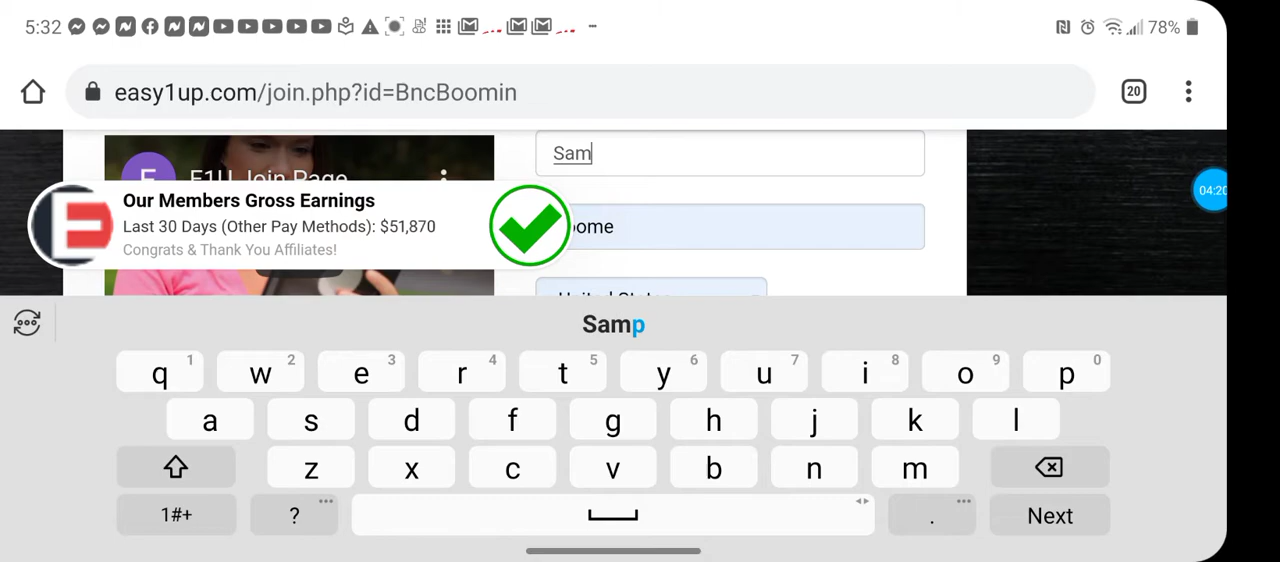 5:32
78%
easy1up.com/join.php?id=BncBoomin
20
Sam
E1U Join Page
04:20
Our Members Gross Earnings
Last 30 Days (Other Pay Methods): $51,870
Congrats & Thank You Affiliates!
oome
United States
Samp
q 1 w 2 e 3 r 4 t 5 y 6 u 7 i 8 o 9 p 0
a s d f g h j k l
z x c v b n m
1#+ ? . Next